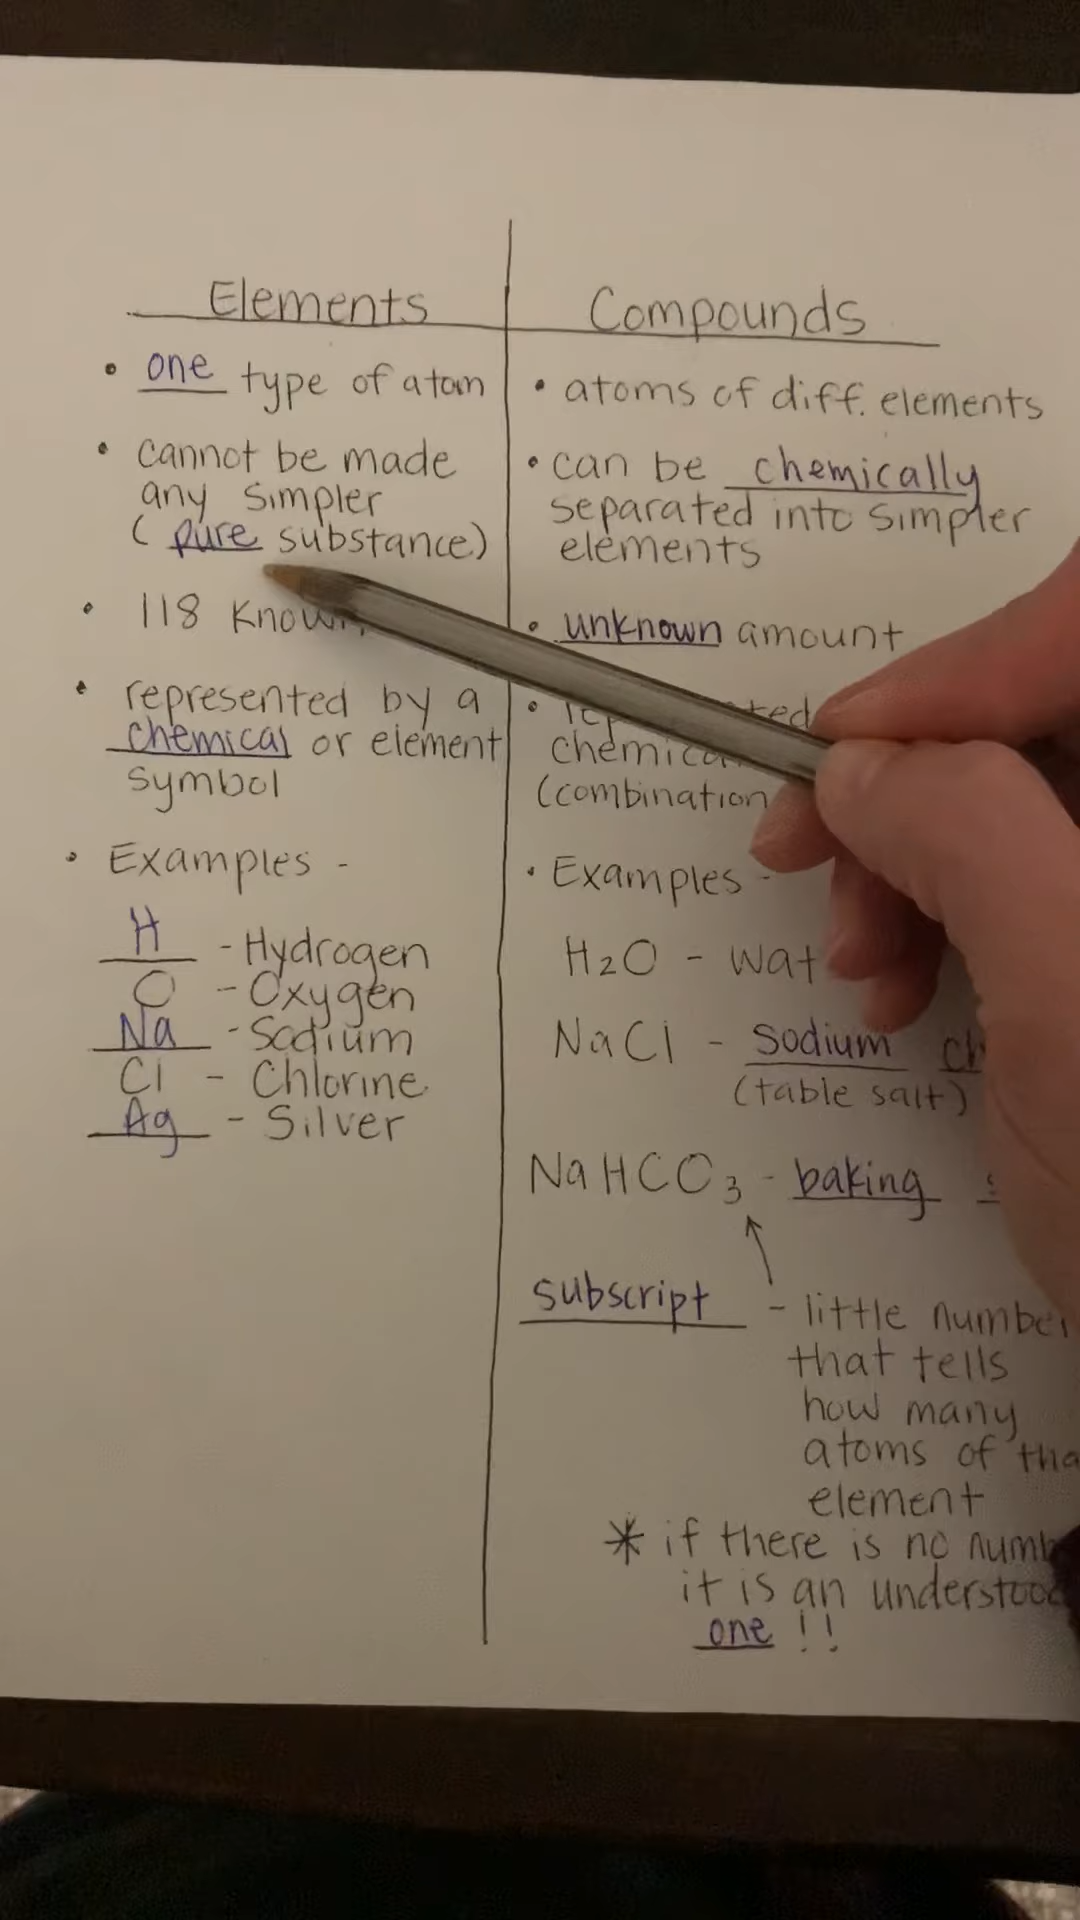 Elements
• one type of atom
• cannot be made
any simpler
(pure substance)
• 118 known
• represented by a
chemical or element
symbol
• Examples -
H - Hydrogen
O - Oxygen
Na - Sodium
Cl - Chlorine
Ag - Silver
Compounds
• atoms of diff. elements
• can be chemically
separated into simpler
elements
• unknown amount
•
(combination
• Examples -
H2O - wat
NaCl - sodium ch
(table salt)
NaHCO3 - baking s
subscript - little number
that tells
how many
atoms of tha
element
* if there is no numb
it is an understood
one !!